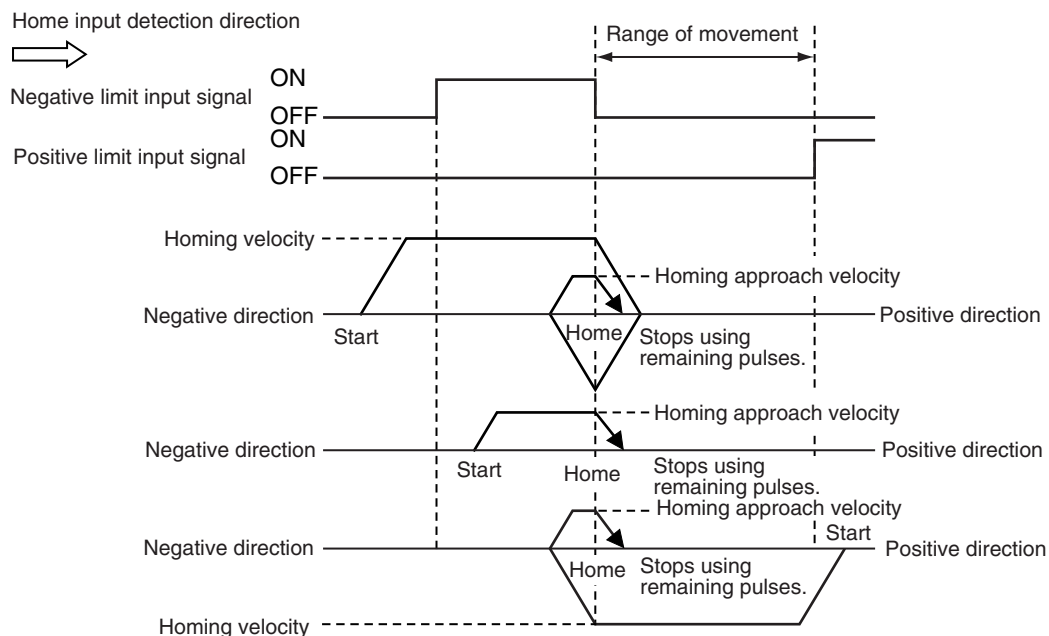 Home input detection direction
Range of movement
ON
Negative limit input signal
OFF
ON
Positive limit input signal
OFF
Homing velocity
Homing approach velocity
Negative direction
Positive direction
Start
Home
Stops using
remaining pulses.
Homing approach velocity
Negative direction
Positive direction
Start
Home
Stops using
remaining pulses.
Homing approach velocity
Start
Negative direction
Positive direction
Home
Stops using
remaining pulses.
Homing velocity